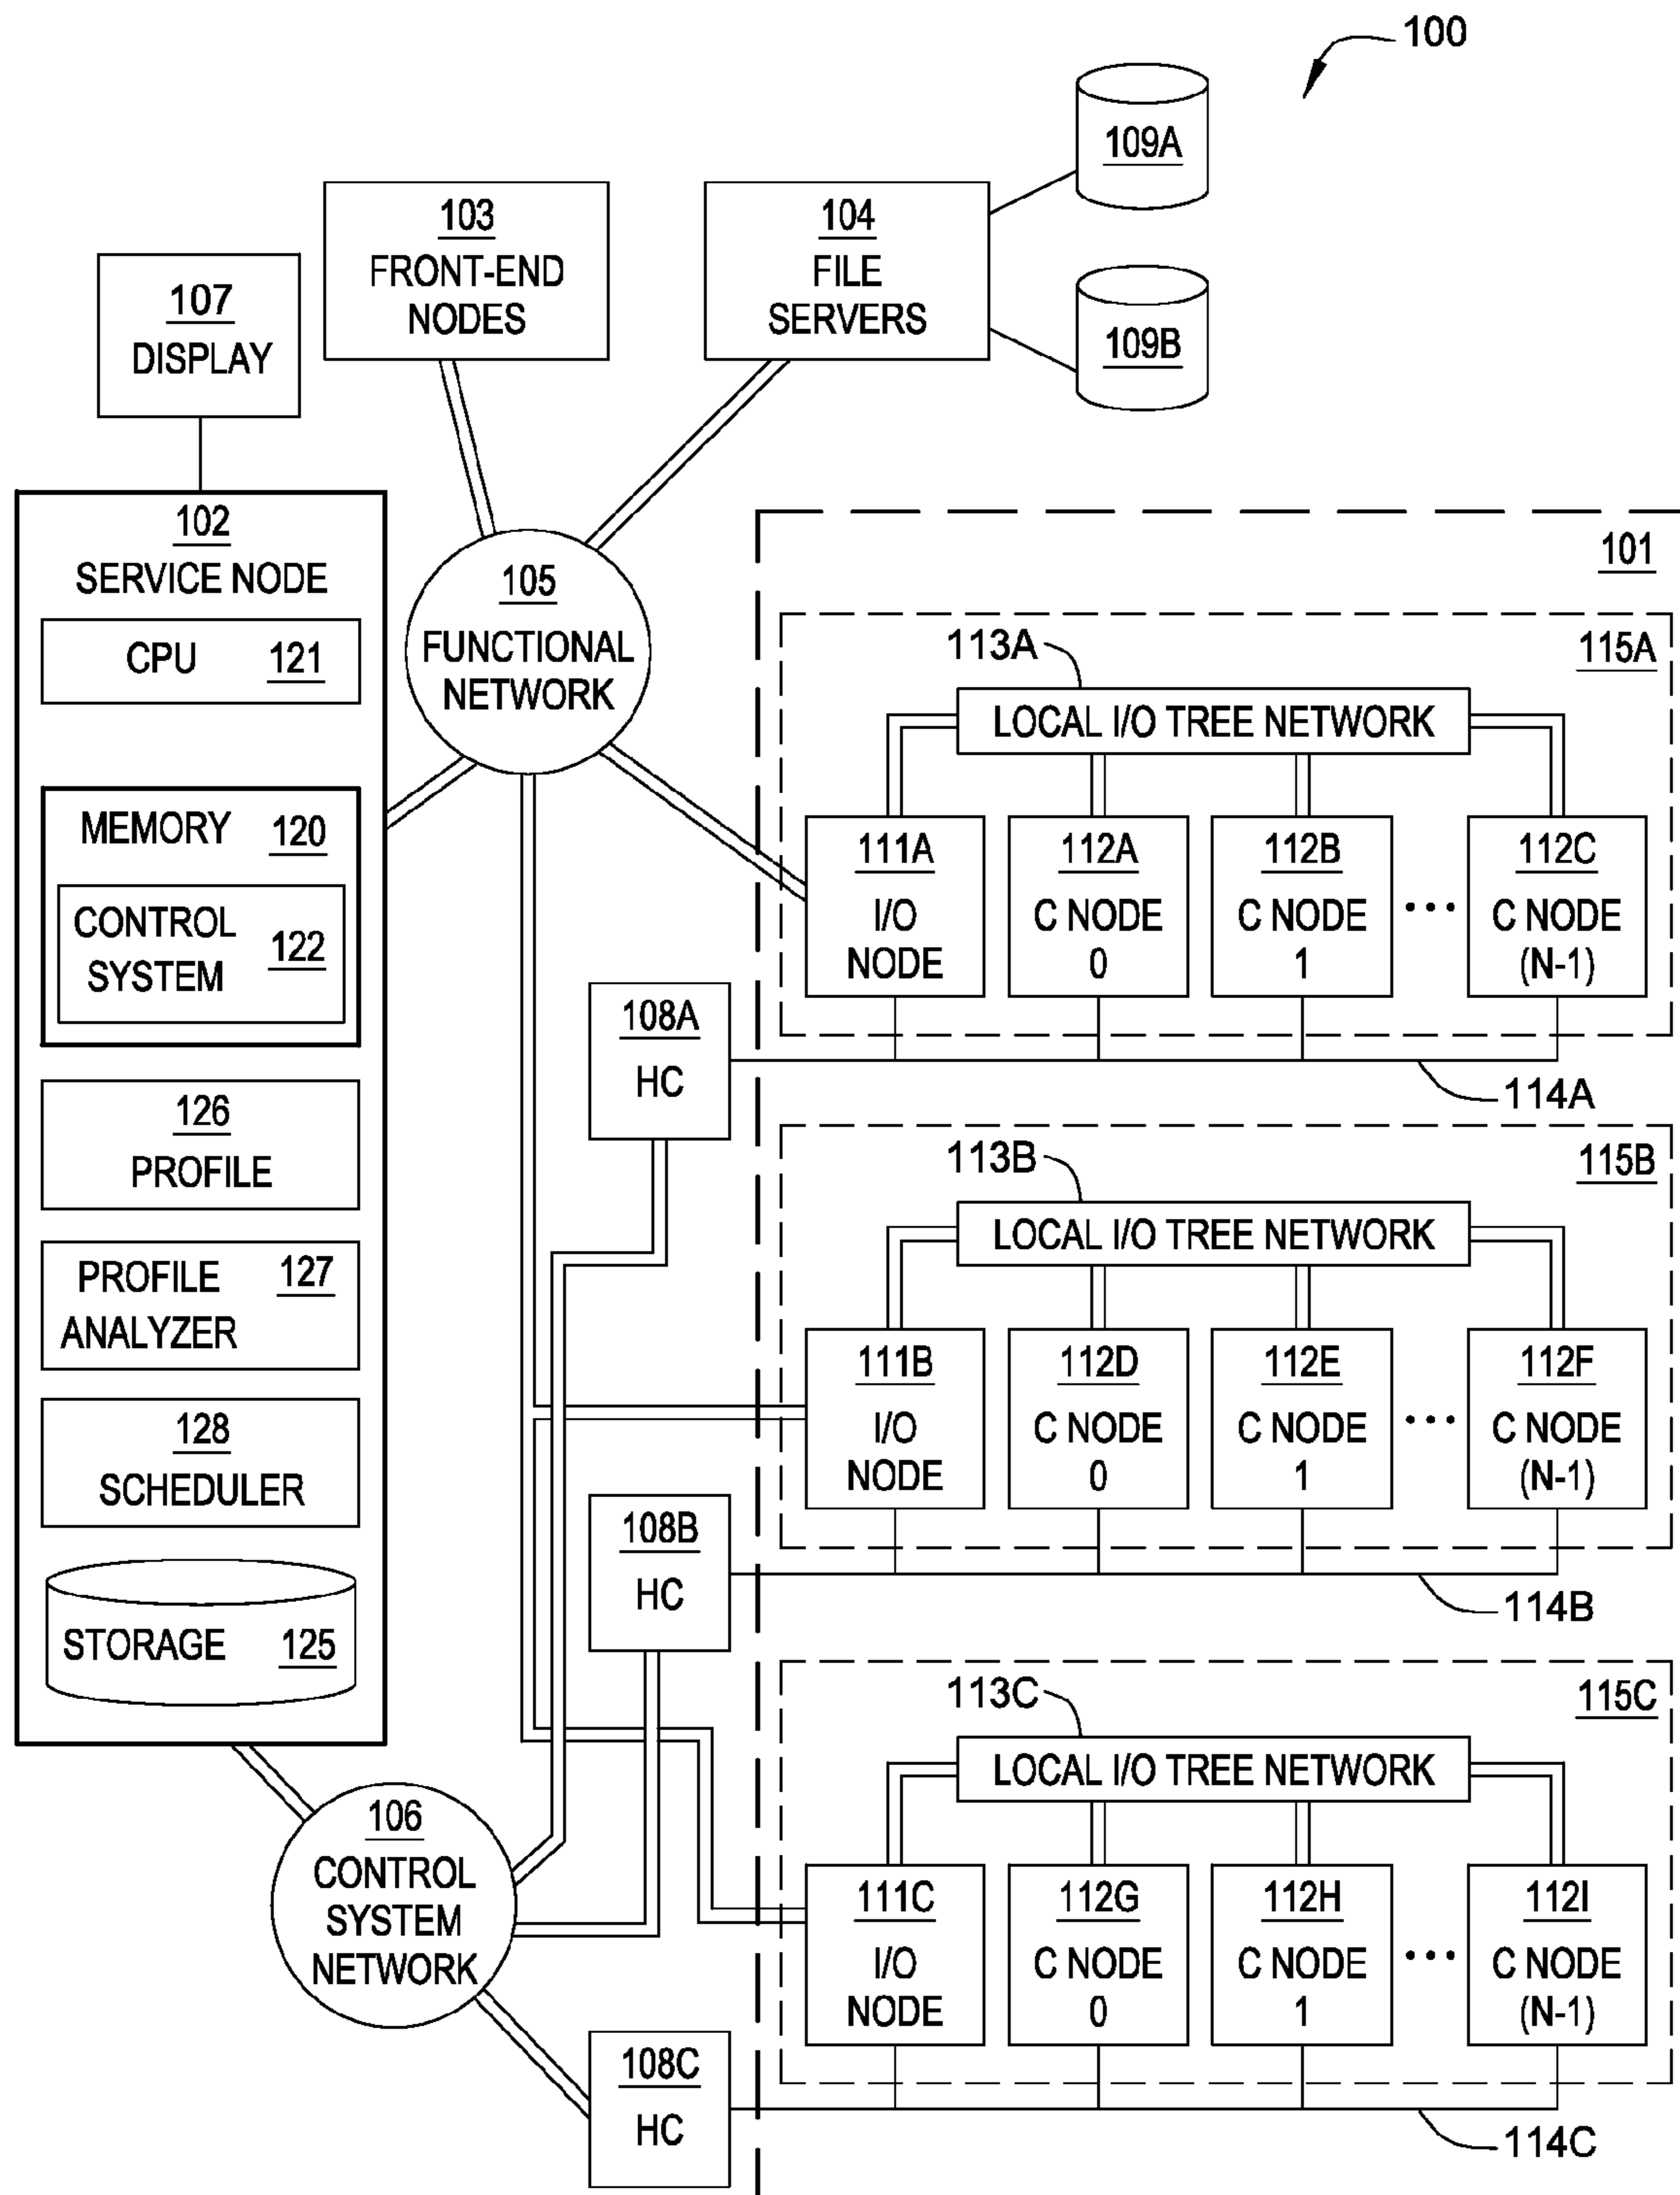 100
109A
103
FRONT-END
NODES
104
FILE
SERVERS
109B
107
DISPLAY
102
SERVICE NODE
CPU 121
MEMORY 120
CONTROL
SYSTEM
122
126
PROFILE
PROFILE
ANALYZER
127
128
SCHEDULER
STORAGE 125
105
FUNCTIONAL
NETWORK
106
CONTROL
SYSTEM
NETWORK
108A
HC
108B
HC
108C
HC
101
115A
113A
LOCAL I/O TREE NETWORK
111A
I/O
NODE
112A
C NODE
0
112B
C NODE
1
...
112C
C NODE
(N-1)
114A
115B
113B
LOCAL I/O TREE NETWORK
111B
I/O
NODE
112D
C NODE
0
112E
C NODE
1
...
112F
C NODE
(N-1)
114B
115C
113C
LOCAL I/O TREE NETWORK
111C
I/O
NODE
112G
C NODE
0
112H
C NODE
1
...
112I
C NODE
(N-1)
114C